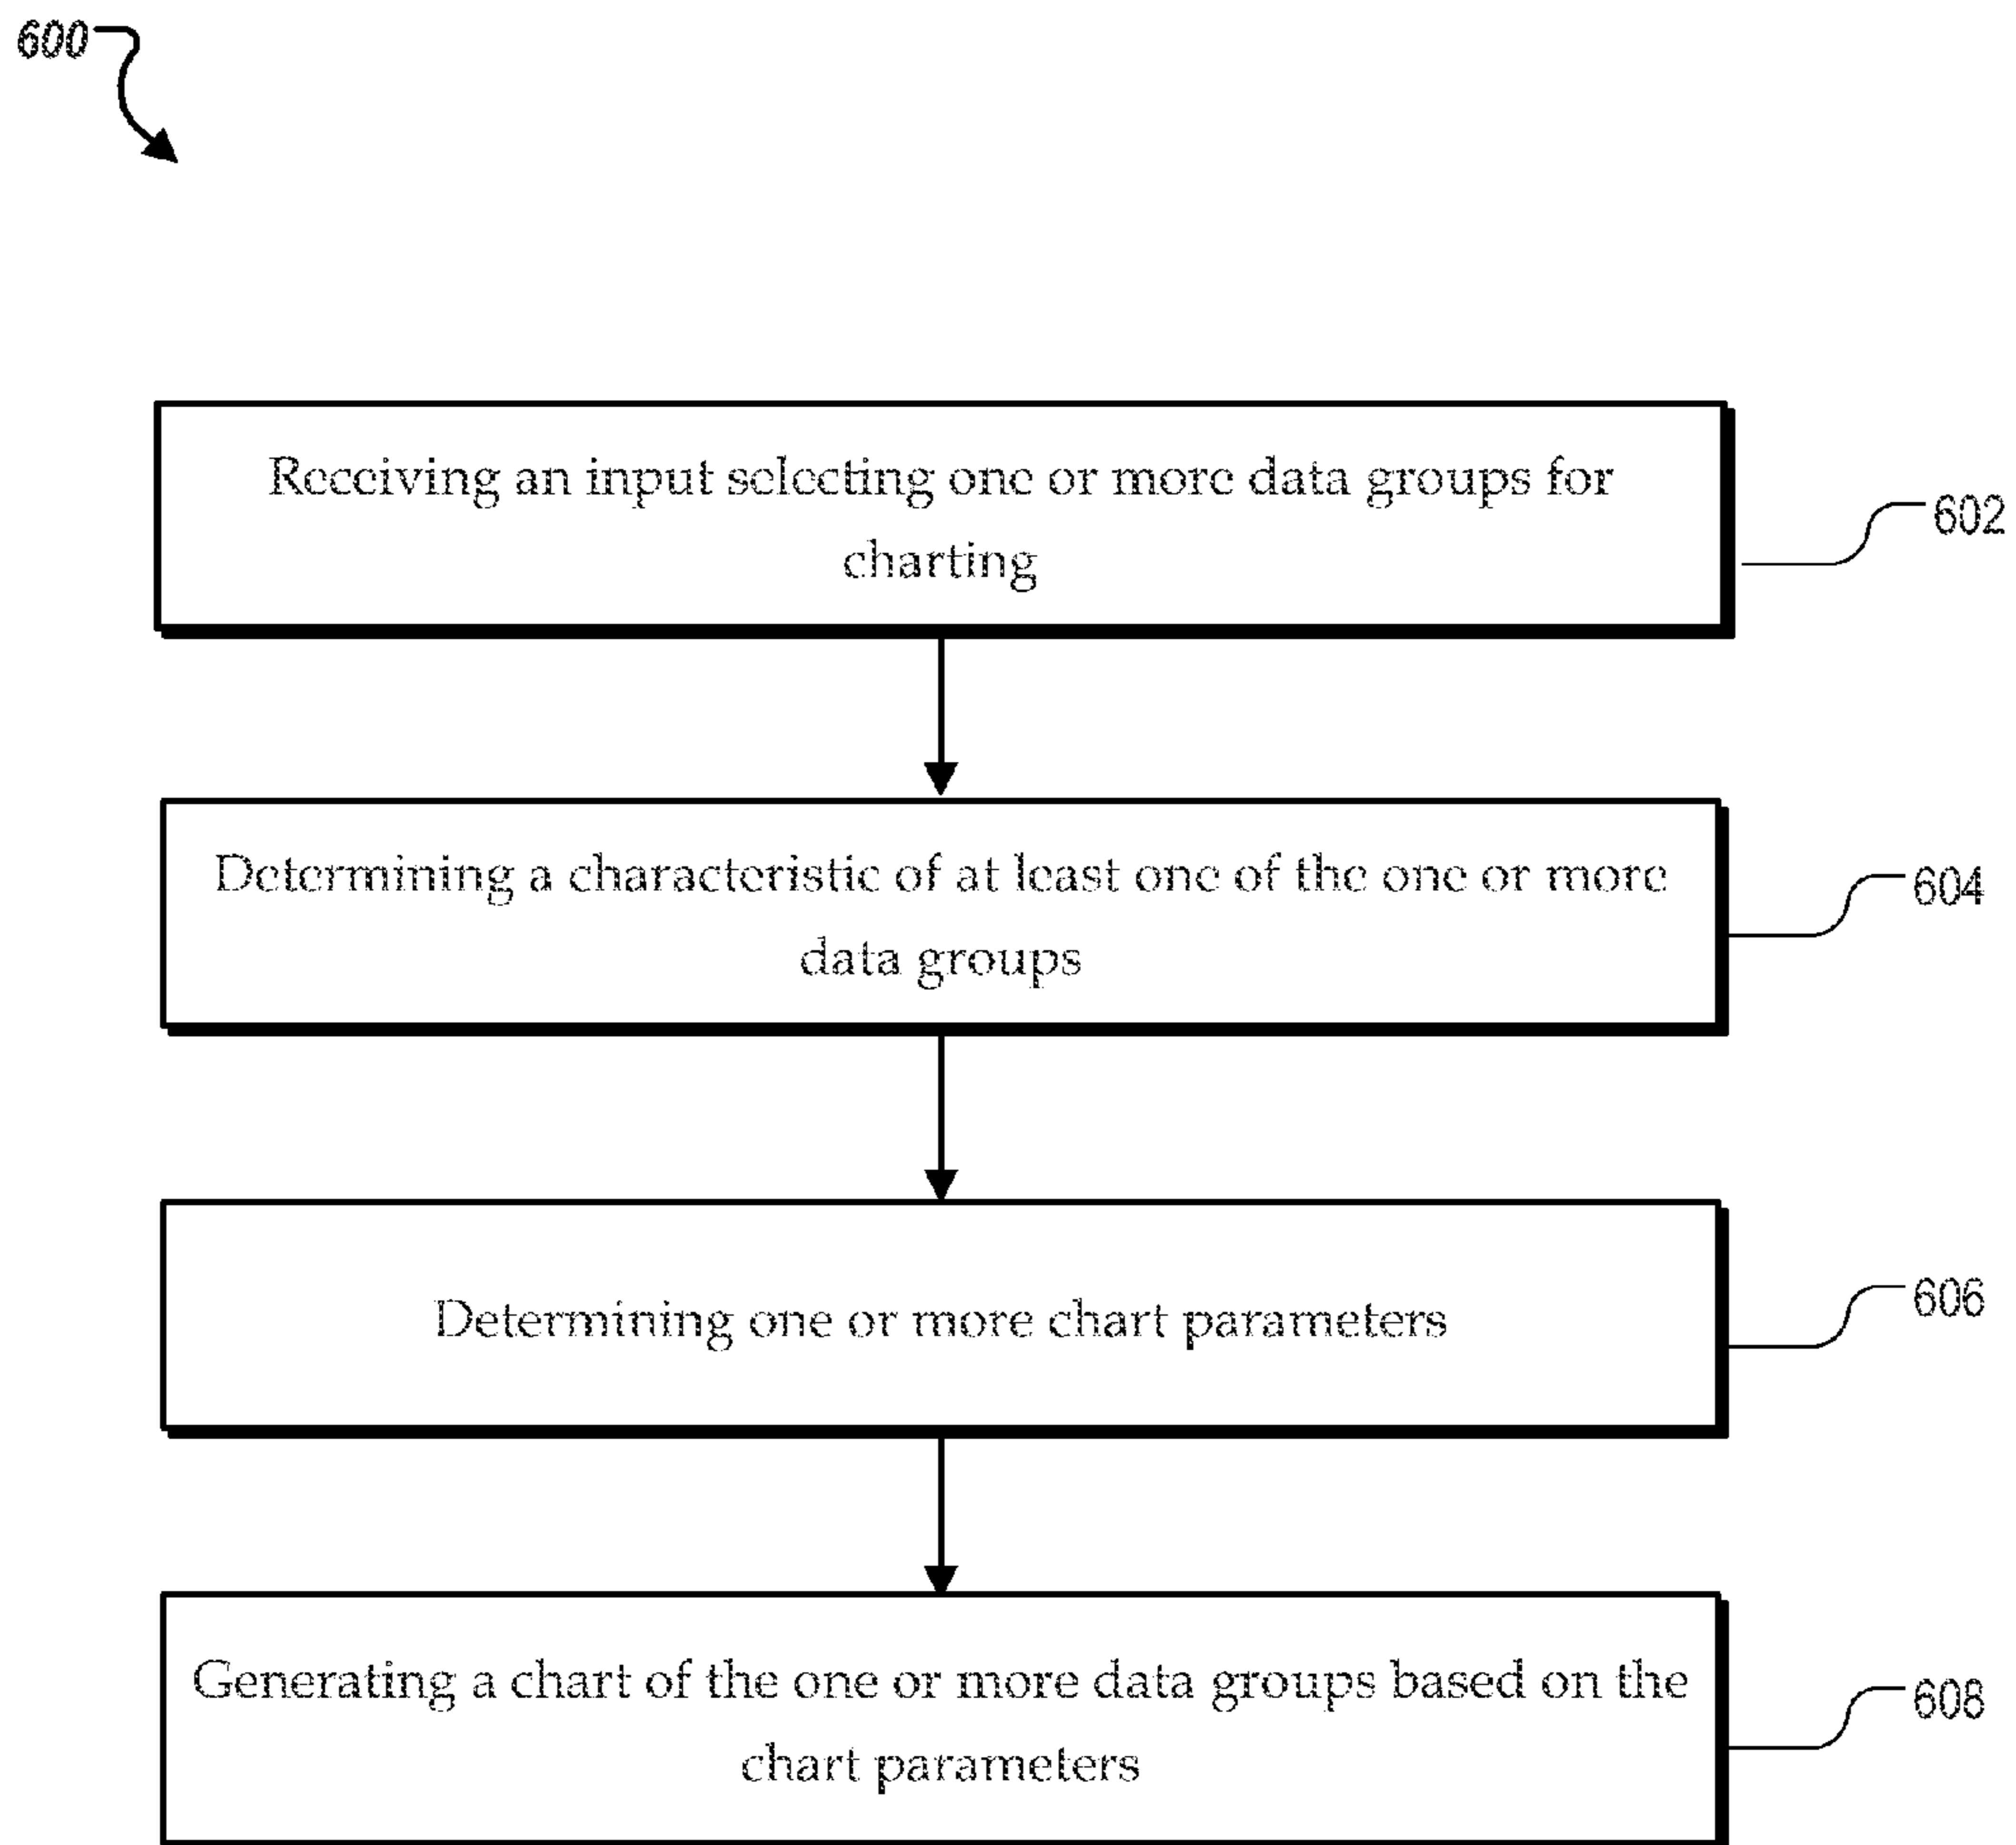 600
Receiving an input selecting one or more data groups for
charting
602
Determining a characteristic of at least one of the one or more
data groups
604
Determining one or more chart parameters
606
Generating a chart of the one or more data groups based on the
chart parameters
608